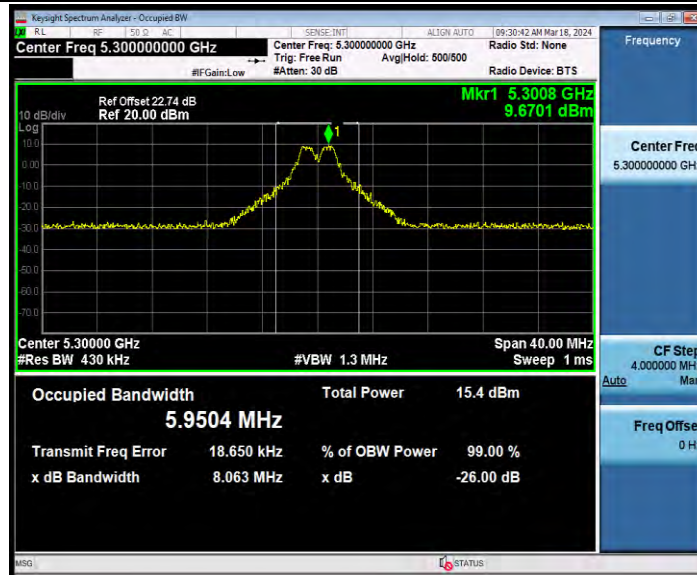 Keysight Spectrum Analyzer - Occupied BW
LXI RL RF 50 Ω AC SENSE:INT ALIGN AUTO 09:30:42 AM Mar 18, 2024
Center Freq 5.300000000 GHz
Center Freq: 5.300000000 GHz
Radio Std: None
Trig: Free Run Avg|Hold: 500/500
#IFGain:Low #Atten: 30 dB Radio Device: BTS
Frequency
Mkr1 5.3008 GHz
9.6701 dBm
Ref Offset 22.74 dB
10 dB/div Ref 20.00 dBm
Log
1
10.0
0.00
-10.0
-20.0
-30.0
-40.0
-50.0
-60.0
-70.0
Center 5.30000 GHz Span 40.00 MHz
#Res BW 430 kHz #VBW 1.3 MHz Sweep 1 ms
Occupied Bandwidth Total Power 15.4 dBm
5.9504 MHz
Transmit Freq Error 18.650 kHz % of OBW Power 99.00 %
x dB Bandwidth 8.063 MHz x dB -26.00 dB
Center Freq
5.300000000 GH
CF Step
4.000000 MH
Auto Ma
Freq Offse
0 H
MSG STATUS